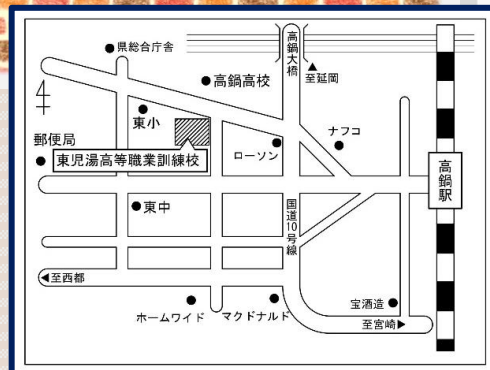 県総合庁舎
高鍋大橋
▲
至延岡
高鍋高校
東小
ナフコ
郵便局
ローソン
東児湯高等職業訓練校
高鍋駅
東中
国道10号線
◀至西都
宝酒造
ホームワイド
マクドナルド
至宮崎▶